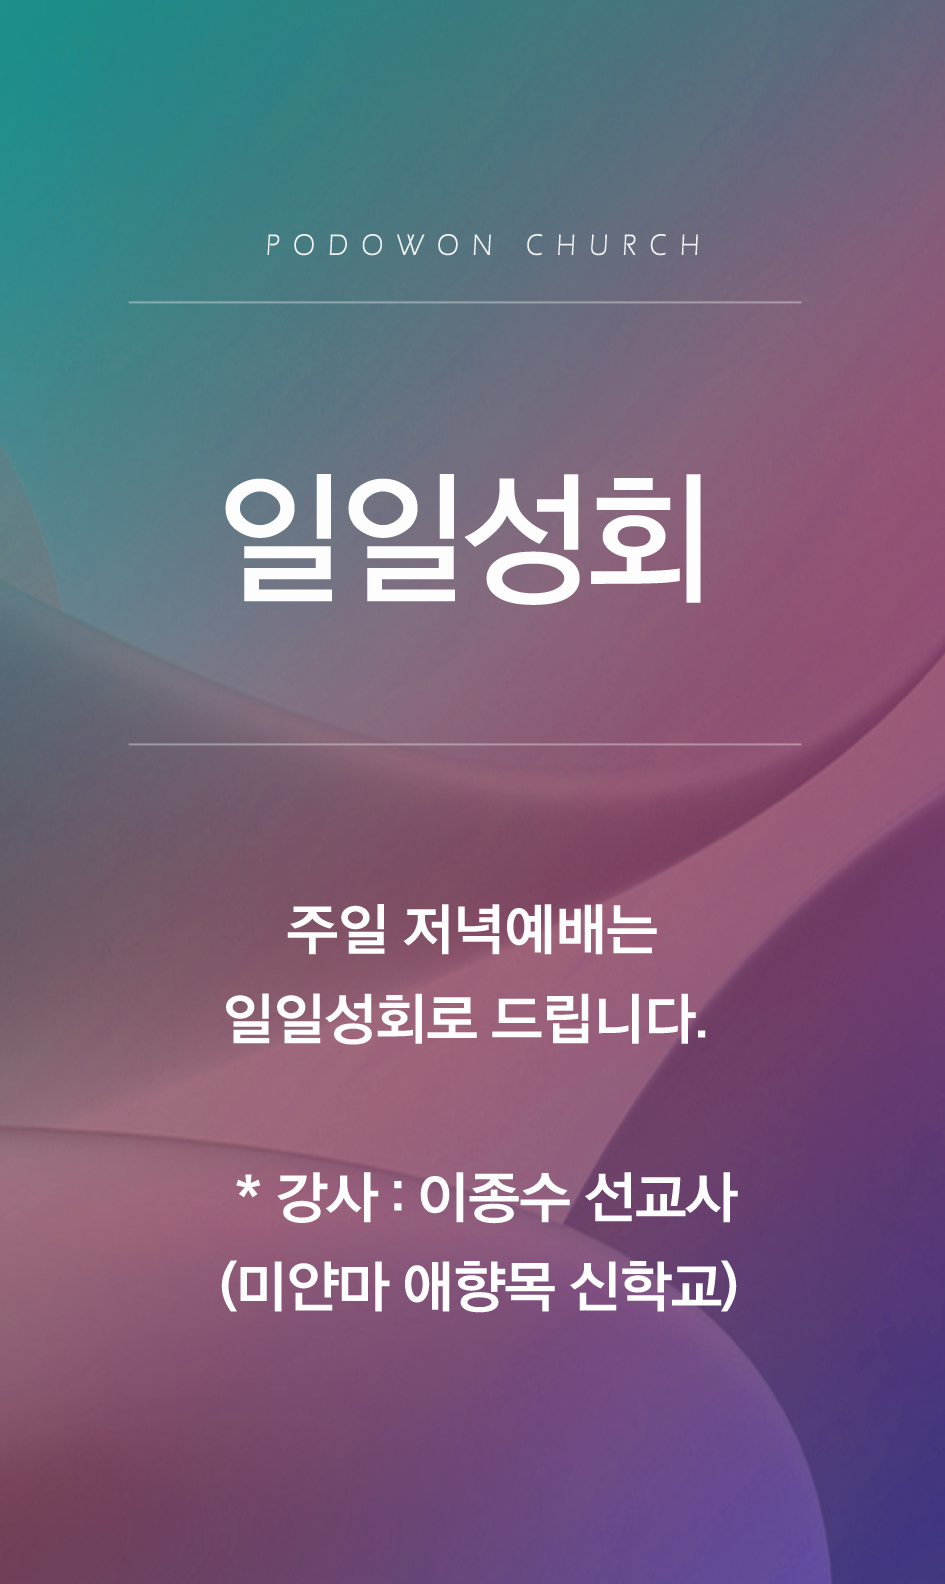 PODOWON CHURCH
일일성회
주일 저녁예배는
일일성회로 드립니다.
* 강사 : 이종수 선교사
(미얀마 애향목 신학교)